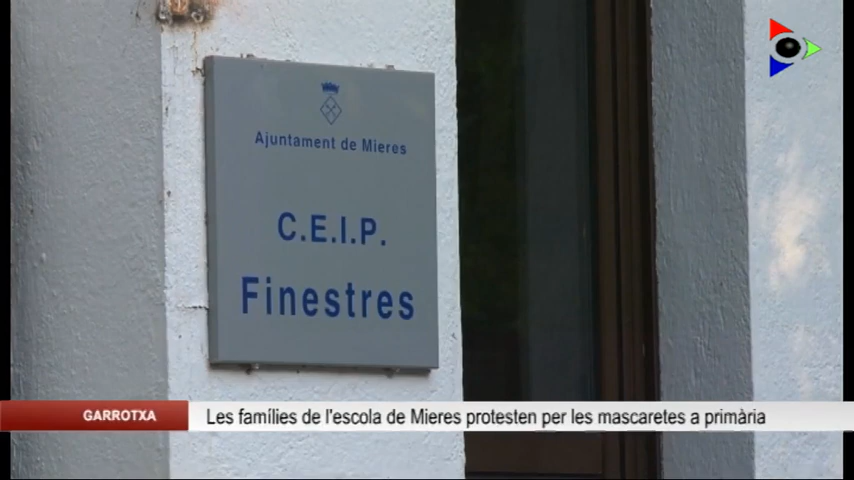 Ajuntament de Mieres
C.E.I.P.
Finestres
GARROTXA
Les famílies de l'escola de Mieres protesten per les mascaretes a primària